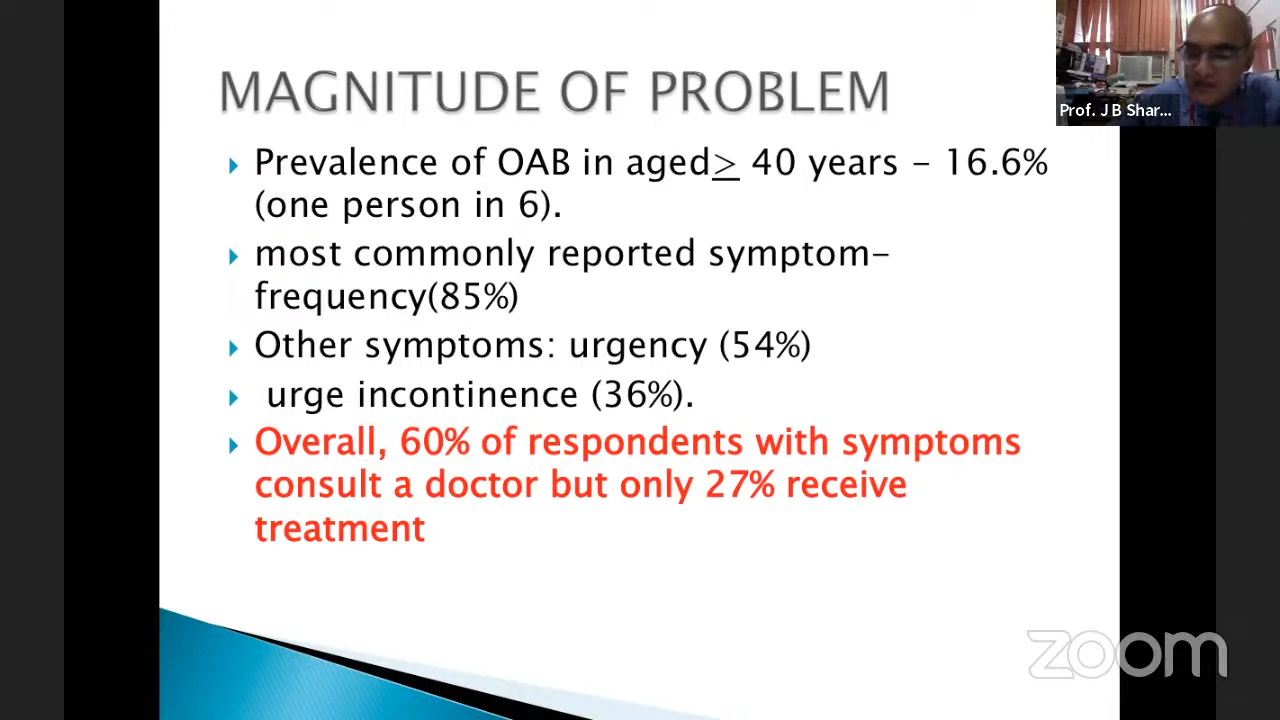 MAGNITUDE OF PROBLEM
Prevalence of OAB in aged> 40 years - 16.6%
(one person in 6).
most commonly reported symptom-
frequency(85%)
Other symptoms: urgency (54%)
urge incontinence (36%).
Overall, 60% of respondents with symptoms
consult a doctor but only 27% receive
treatment
Prof. J B Shar...
zoom